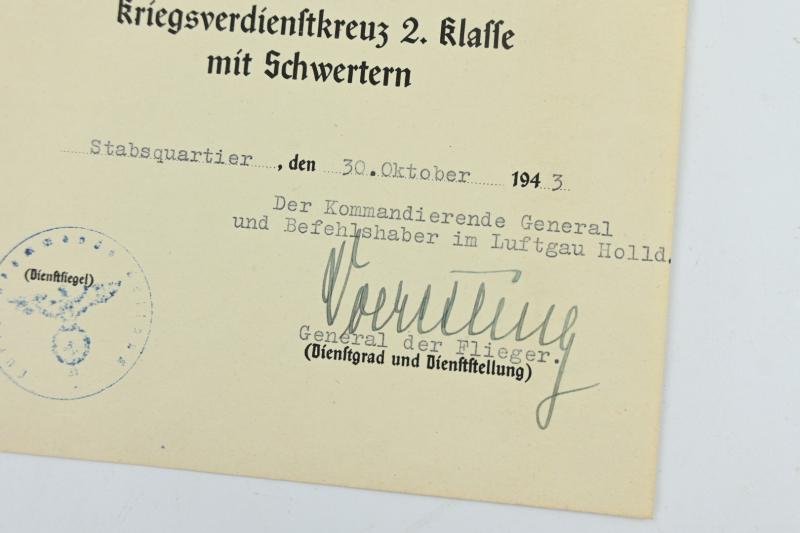 Kriegsverdienſtkreuz 2. Klaſſe
mit Schwertern
Stabsquartier, den 30.Oktober 1943
Der Kommandierende General
und Befehlshaber im Luftgau Holld.
(Dienſtſiegel)
General der Flieger.
(Dienſtgrad und Dienſtſtellung)